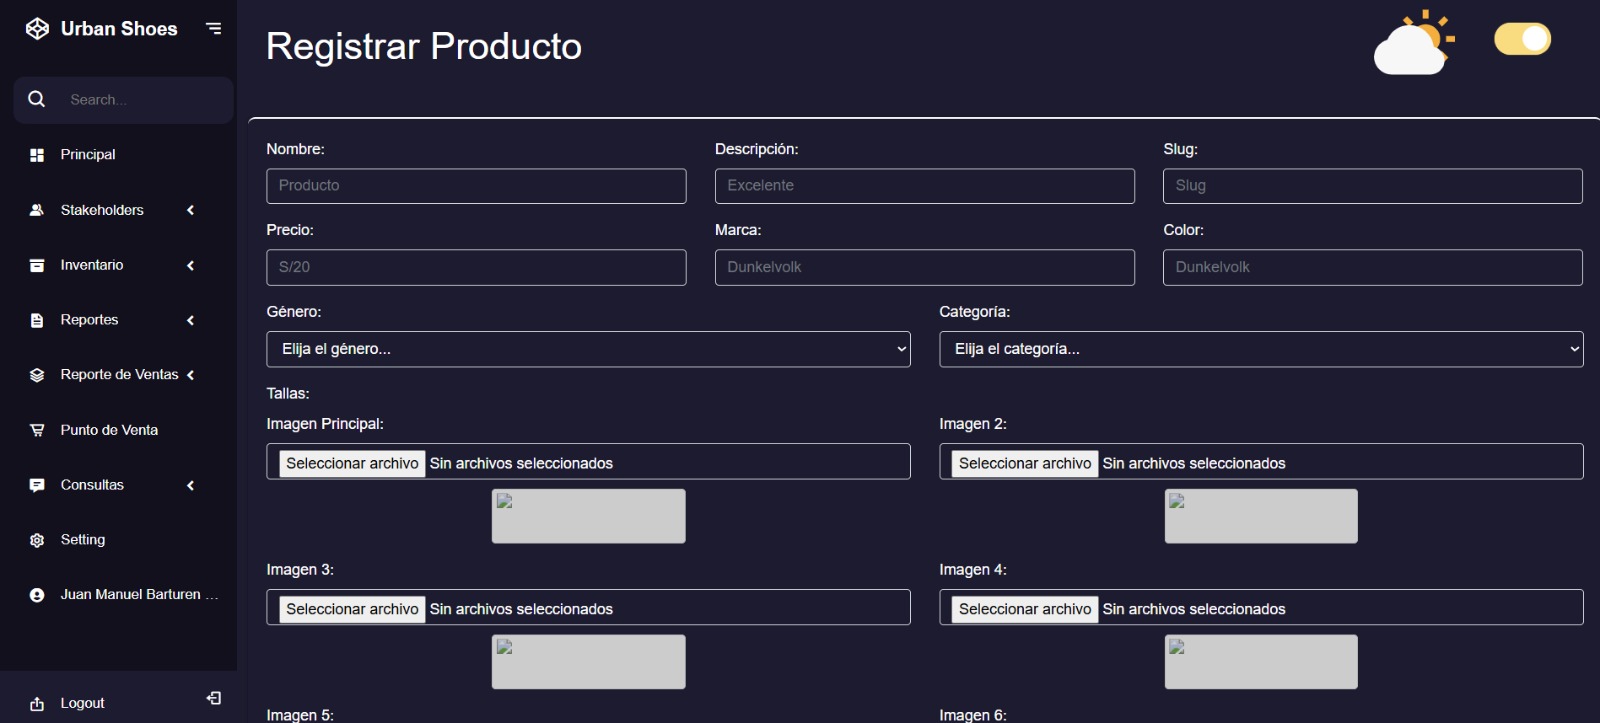 Urban Shoes
Search...
Principal
Stakeholders
Inventario
Reportes
Reporte de Ventas
Punto de Venta
Consultas
Setting
Juan Manuel Barturen ...
Logout
Registrar Producto
Nombre:
Producto
Descripción:
Excelente
Slug:
Slug
Precio:
S/20
Marca:
Dunkelvolk
Color:
Dunkelvolk
Género:
Elija el género...
Categoría:
Elija el categoría...
Tallas:
Imagen Principal:
Seleccionar archivo Sin archivos seleccionados
Imagen 2:
Seleccionar archivo Sin archivos seleccionados
Imagen 3:
Seleccionar archivo Sin archivos seleccionados
Imagen 4:
Seleccionar archivo Sin archivos seleccionados
Imagen 5:
Imagen 6: